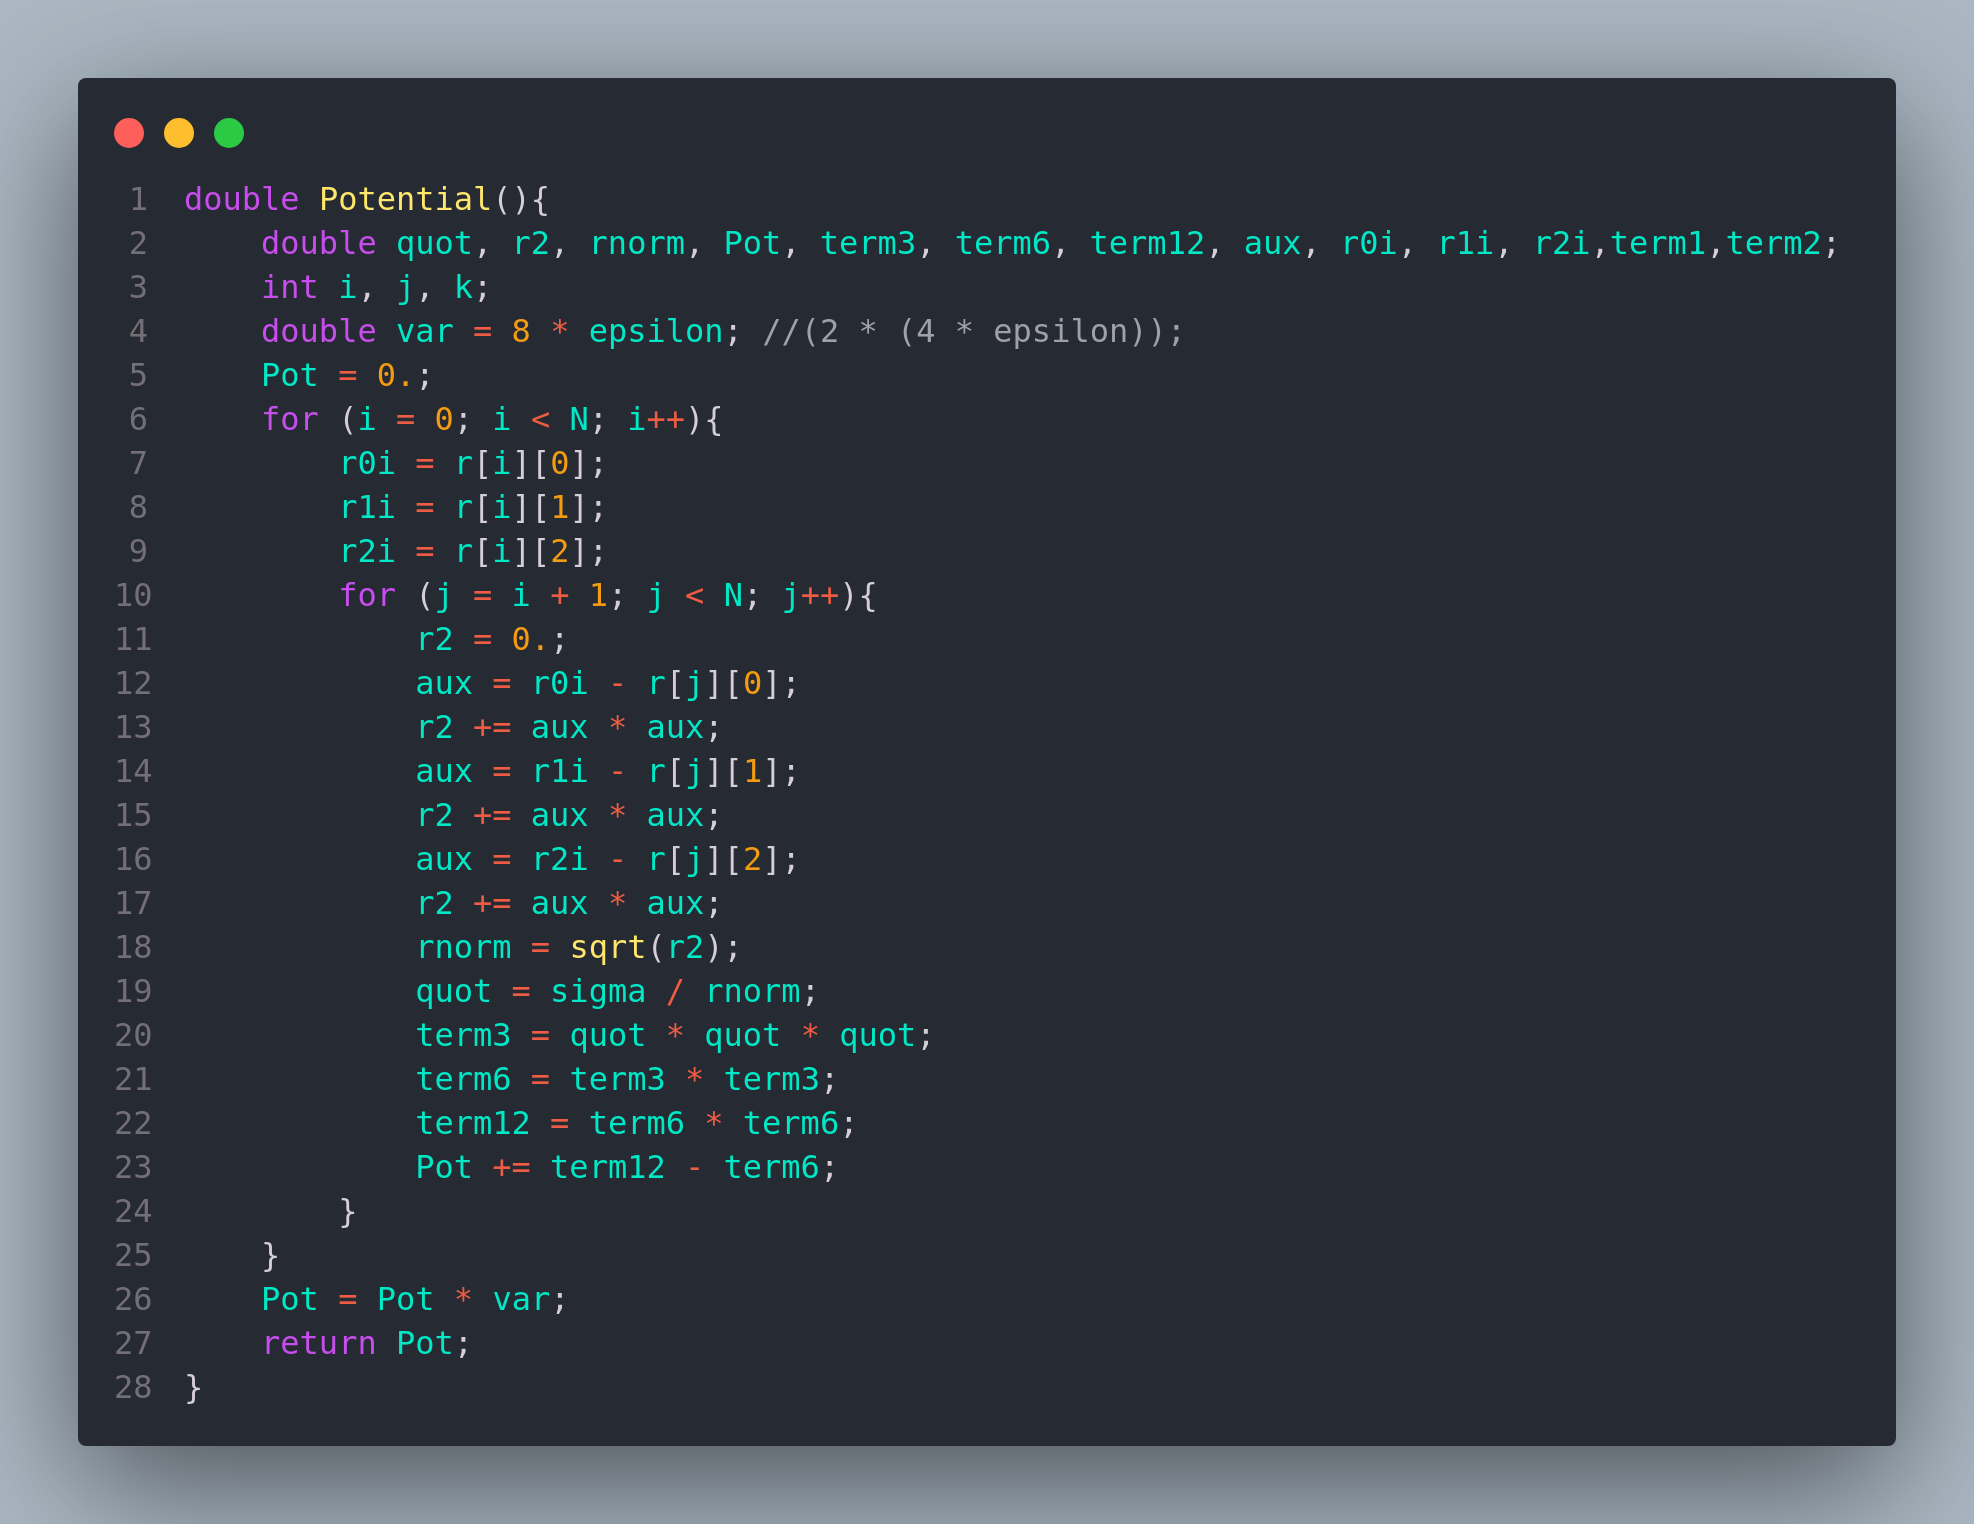 1 double Potential(){
2     double quot, r2, rnorm, Pot, term3, term6, term12, aux, r0i, r1i, r2i,term1,term2;
3     int i, j, k;
4     double var = 8 * epsilon; //(2 * (4 * epsilon));
5     Pot = 0.;
6     for (i = 0; i < N; i++){
7         r0i = r[i][0];
8         r1i = r[i][1];
9         r2i = r[i][2];
10         for (j = i + 1; j < N; j++){
11             r2 = 0.;
12             aux = r0i - r[j][0];
13             r2 += aux * aux;
14             aux = r1i - r[j][1];
15             r2 += aux * aux;
16             aux = r2i - r[j][2];
17             r2 += aux * aux;
18             rnorm = sqrt(r2);
19             quot = sigma / rnorm;
20             term3 = quot * quot * quot;
21             term6 = term3 * term3;
22             term12 = term6 * term6;
23             Pot += term12 - term6;
24         }
25     }
26     Pot = Pot * var;
27     return Pot;
28 }